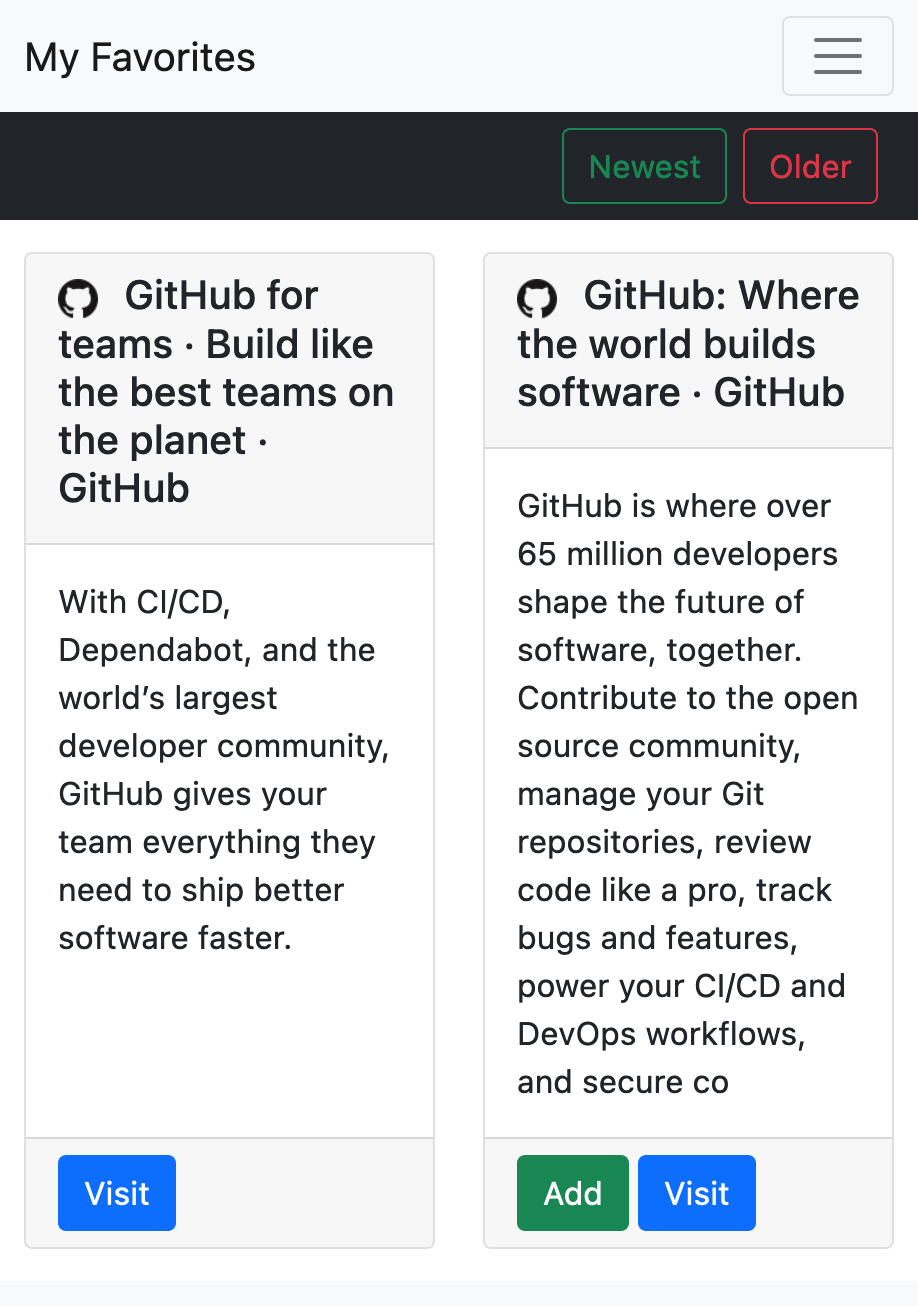 My Favorites
Newest Older
GitHub for
teams · Build like
the best teams on
the planet ·
GitHub
With CI/CD,
Dependabot, and the
world’s largest
developer community,
GitHub gives your
team everything they
need to ship better
software faster.
Visit
GitHub: Where
the world builds
software · GitHub
GitHub is where over
65 million developers
shape the future of
software, together.
Contribute to the open
source community,
manage your Git
repositories, review
code like a pro, track
bugs and features,
power your CI/CD and
DevOps workflows,
and secure co
Add Visit